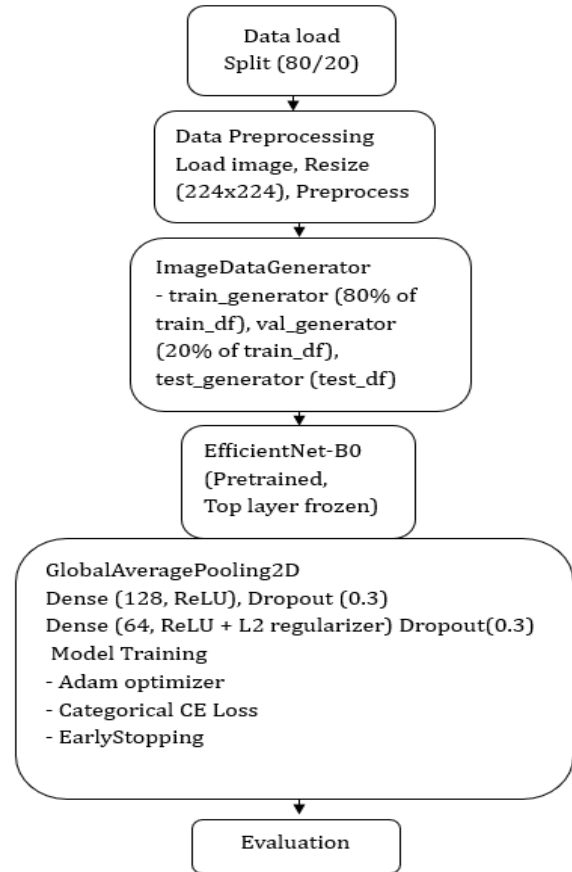 Data load
Split (80/20)
Data Preprocessing
Load image, Resize
(224x224), Preprocess
ImageDataGenerator
- train_generator (80% of
train_df), val_generator
(20% of train_df),
test_generator (test_df)
EfficientNet-B0
(Pretrained,
Top layer frozen)
GlobalAveragePooling2D
Dense (128, ReLU), Dropout (0.3)
Dense (64, ReLU + L2 regularizer) Dropout(0.3)
Model Training
- Adam optimizer
- Categorical CE Loss
- EarlyStopping
Evaluation